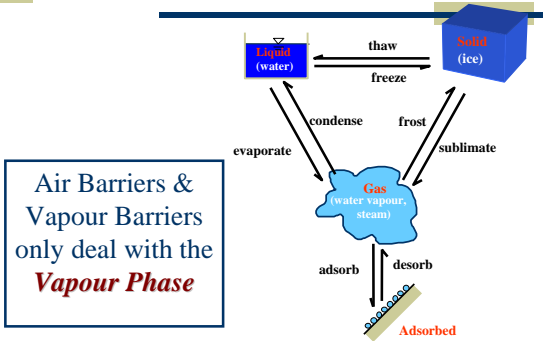 thaw
Liquid
(water)
Solid
(ice)
freeze
condense
frost
evaporate
sublimate
Air Barriers &
Vapour Barriers
only deal with the
Vapour Phase
Gas
(water vapour,
steam)
adsorb
desorb
Adsorbed